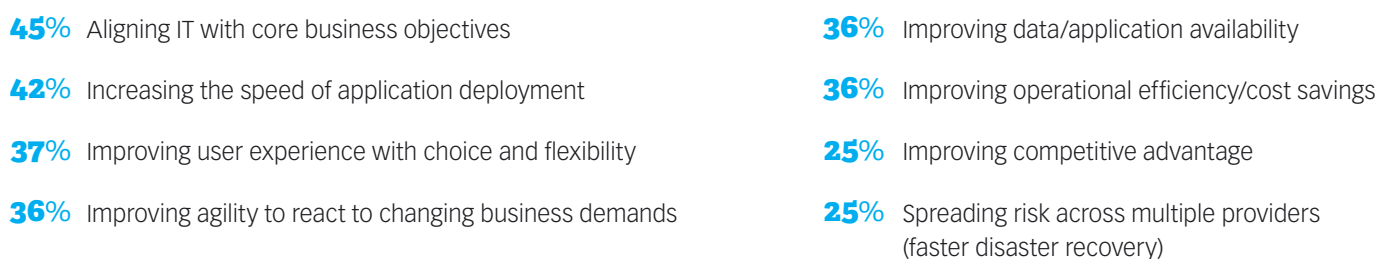 45% Aligning IT with core business objectives
42% Increasing the speed of application deployment
37% Improving user experience with choice and flexibility
36% Improving agility to react to changing business demands
36% Improving data/application availability
36% Improving operational efficiency/cost savings
25% Improving competitive advantage
25% Spreading risk across multiple providers
(faster disaster recovery)